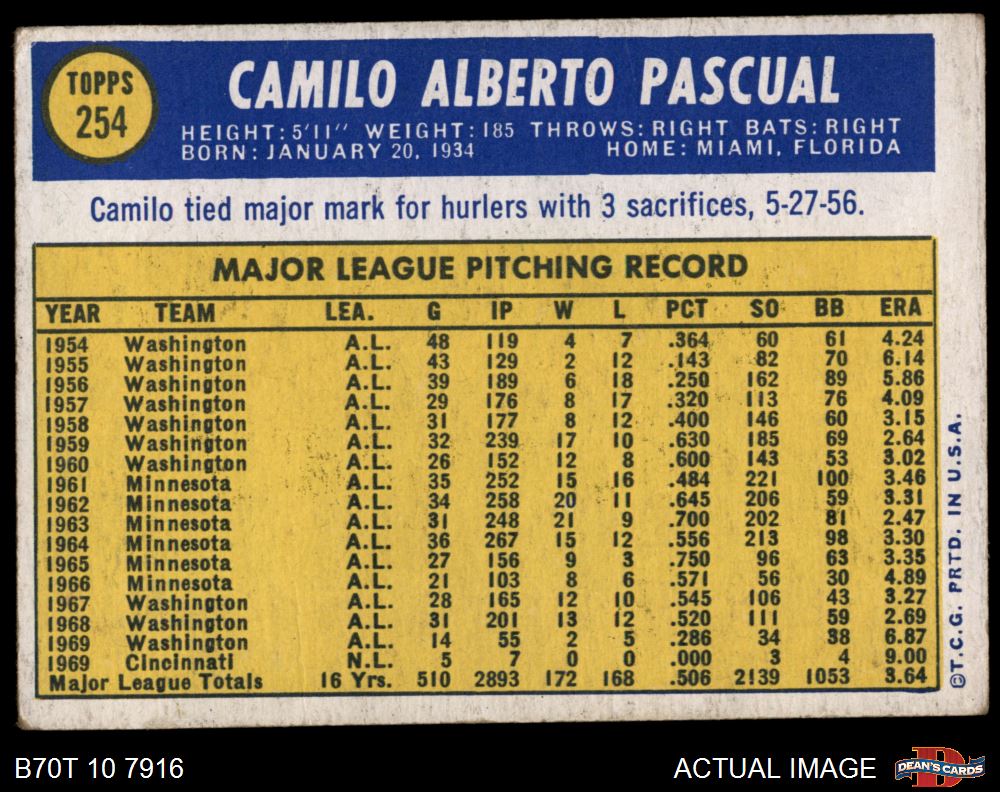 TOPPS
254
CAMILO ALBERTO PASCUAL
HEIGHT: 5'11" WEIGHT: 185 THROWS: RIGHT BATS: RIGHT
BORN: JANUARY 20, 1934 HOME: MIAMI, FLORIDA
Camilo tied major mark for hurlers with 3 sacrifices, 5-27-56.
MAJOR LEAGUE PITCHING RECORD
YEAR TEAM LEA. G IP W L PCT SO BB ERA
1954 Washington A.L. 48 119 4 7 .364 60 61 4.24
1955 Washington A.L. 43 129 2 12 .143 82 70 6.14
1956 Washington A.L. 39 189 6 18 .250 162 89 5.86
1957 Washington A.L. 29 176 8 17 .320 113 76 4.09
1958 Washington A.L. 31 177 8 12 .400 146 60 3.15
1959 Washington A.L. 32 239 17 10 .630 185 69 2.64
1960 Washington A.L. 26 152 12 8 .600 143 53 3.02
1961 Minnesota A.L. 35 252 15 16 .484 221 100 3.46
1962 Minnesota A.L. 34 258 20 11 .645 206 59 3.31
1963 Minnesota A.L. 31 248 21 9 .700 202 81 2.47
1964 Minnesota A.L. 36 267 15 12 .556 213 98 3.30
1965 Minnesota A.L. 27 156 9 3 .750 96 63 3.35
1966 Minnesota A.L. 21 103 8 6 .571 56 30 4.89
1967 Washington A.L. 28 165 12 10 .545 106 43 3.27
1968 Washington A.L. 31 201 13 12 .520 111 59 2.69
1969 Washington A.L. 14 55 2 5 .286 34 38 6.87
1969 Cincinnati N.L. 5 7 0 0 .000 3 4 9.00
Major League Totals 16 Yrs. 510 2893 172 168 .506 2139 1053 3.64
©T.C.G. PRTD. IN U.S.A.
B70T 10 7916
ACTUAL IMAGE
DEAN'S CARDS